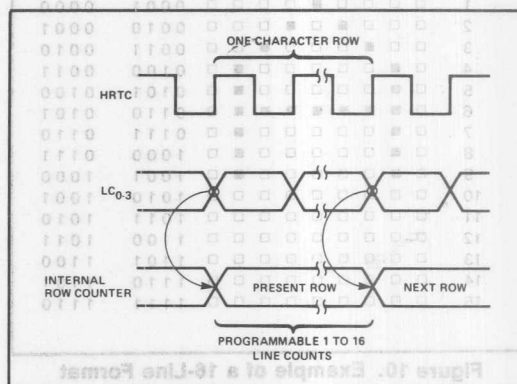 ONE CHARACTER ROW
HRTC
LC0-3
INTERNAL
ROW COUNTER
PRESENT ROW
NEXT ROW
PROGRAMMABLE 1 TO 16
LINE COUNTS
Figure 10. Example of a 16-Line Format